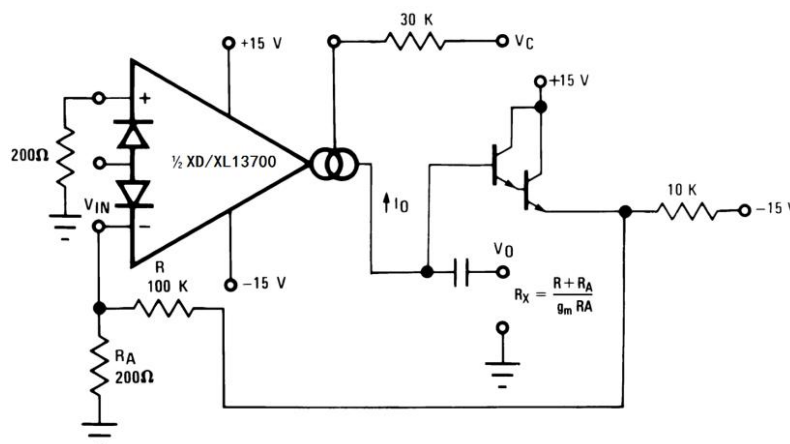 30 K
VC
+15 V
+15 V
+
200Ω
½ XD/XL13700
VIN
−
IO
10 K
−15 V
VO
−15 V
R
100 K
RX = R + RA / gm RA
RA
200Ω